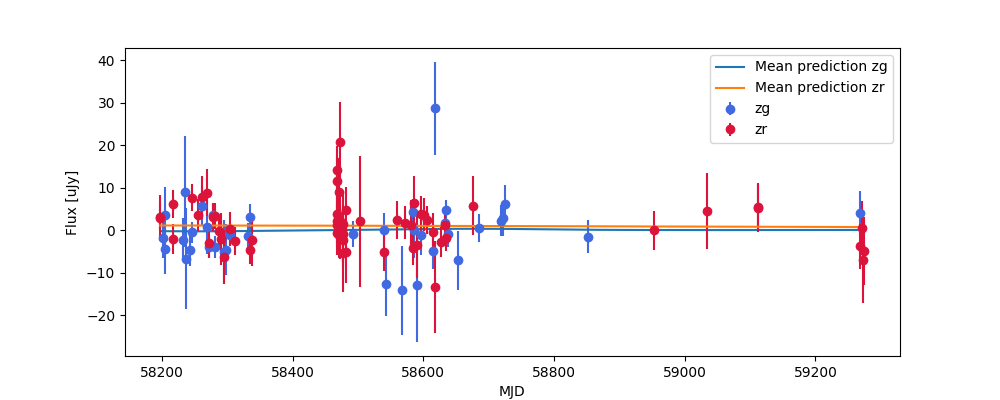 40
30
20
10
0
−10
−20
Flux [uJy]
58200 58400 58600 58800 59000 59200
MJD
Mean prediction zg
Mean prediction zr
zg
zr